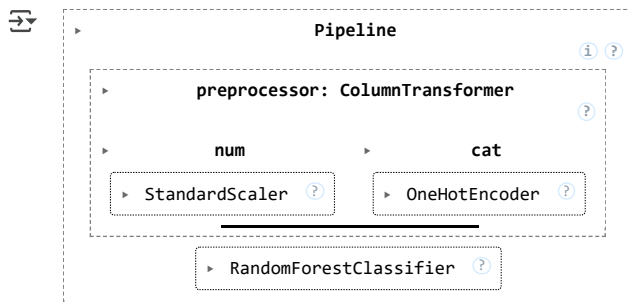 Pipeline
i ?
preprocessor: ColumnTransformer
?
num cat
StandardScaler ? OneHotEncoder ?
RandomForestClassifier ?